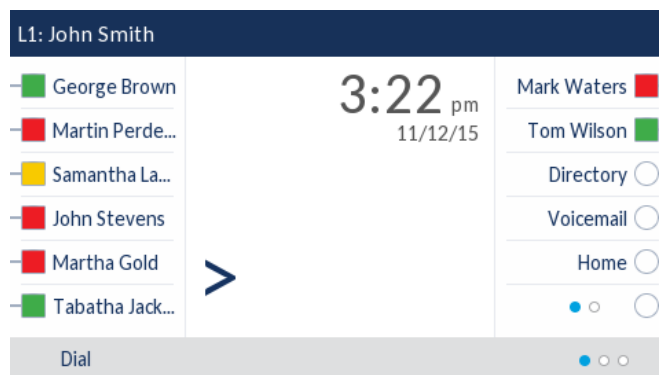 L1: John Smith
George Brown
Martin Perde...
Samantha La...
John Stevens
Martha Gold
Tabatha Jack...
3:22 pm
11/12/15
>
Mark Waters
Tom Wilson
Directory
Voicemail
Home
Dial